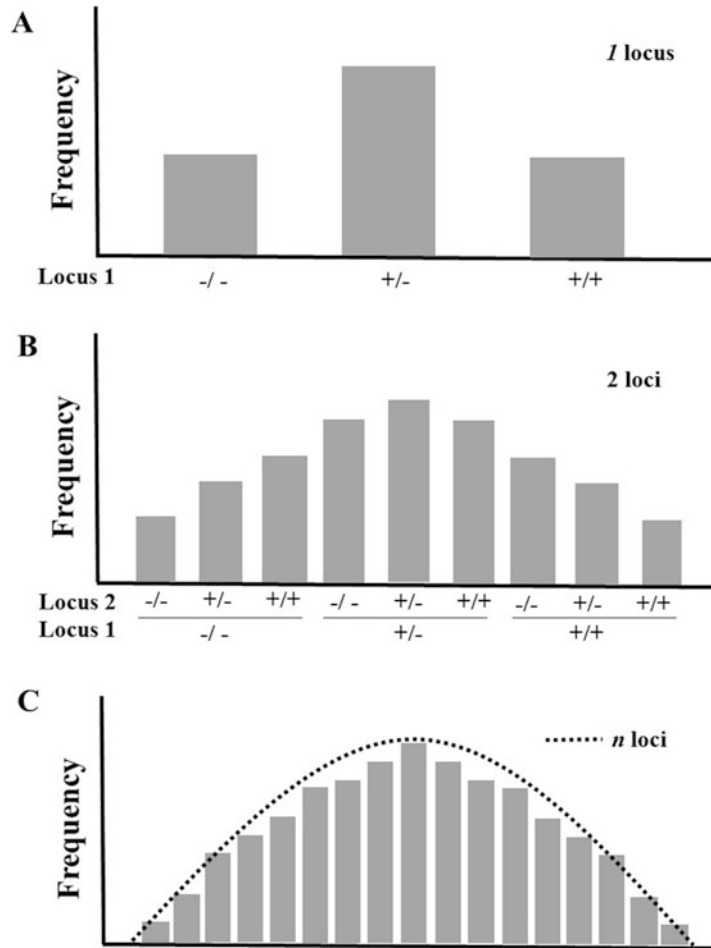 A
1 locus
Frequency
Locus 1 -/ - +/- +/+
B
2 loci
Frequency
Locus 2 -/- +/- +/+ -/ - +/- +/+ -/- +/- +/+
Locus 1 -/ - +/- +/+
C
n loci
Frequency